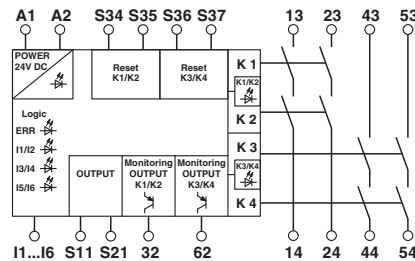 A1 A2 S34 S35 S36 S37 13 23 43 53
POWER
24V DC
Reset
K1/K2
Reset
K3/K4
K 1
K1/K2
K 2
Logic
ERR
I1/I2
I3/I4
I5/I6
K 3
K3/K4
K 4
OUTPUT
Monitoring
OUTPUT
K1/K2
Monitoring
OUTPUT
K3/K4
I1...I6 S11 S21 32 62 14 24 44 54